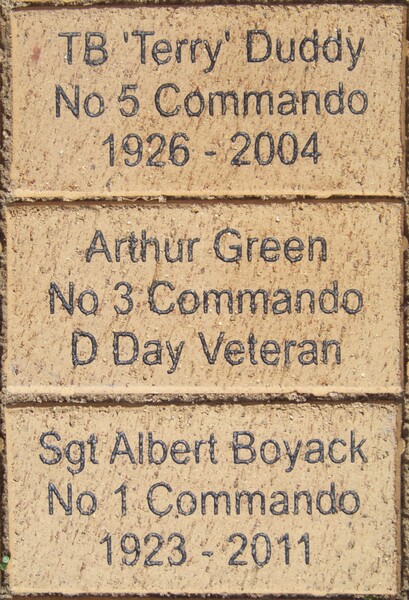 TB 'Terry' Duddy
No 5 Commando
1926 - 2004
Arthur Green
No 3 Commando
D Day Veteran
Sgt Albert Boyack
No 1 Commando
1923 - 2011